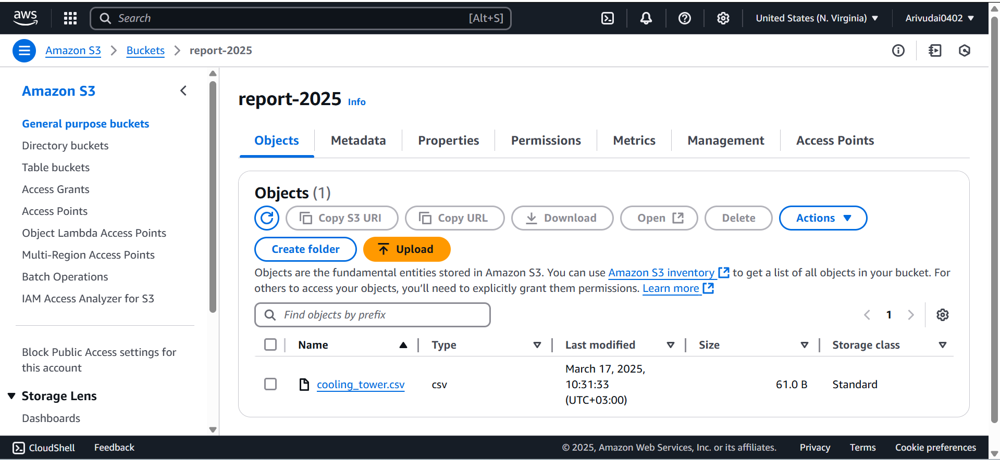 aws
Search
[Alt+S]
United States (N. Virginia)
Arivudai0402
Amazon S3
Buckets
report-2025
Amazon S3
General purpose buckets
Directory buckets
Table buckets
Access Grants
Access Points
Object Lambda Access Points
Multi-Region Access Points
Batch Operations
IAM Access Analyzer for S3
Block Public Access settings for
this account
Storage Lens
Dashboards
report-2025 Info
Objects
Metadata
Properties
Permissions
Metrics
Management
Access Points
Objects (1)
Copy S3 URI
Copy URL
Download
Open
Delete
Actions
Create folder
Upload
Objects are the fundamental entities stored in Amazon S3. You can use Amazon S3 inventory to get a list of all objects in your bucket. For
others to access your objects, you’ll need to explicitly grant them permissions. Learn more
Find objects by prefix
1
Name
Type
Last modified
Size
Storage class
cooling_tower.csv
csv
March 17, 2025,
10:31:33
(UTC+03:00)
61.0 B
Standard
CloudShell
Feedback
© 2025, Amazon Web Services, Inc. or its affiliates.
Privacy
Terms
Cookie preferences